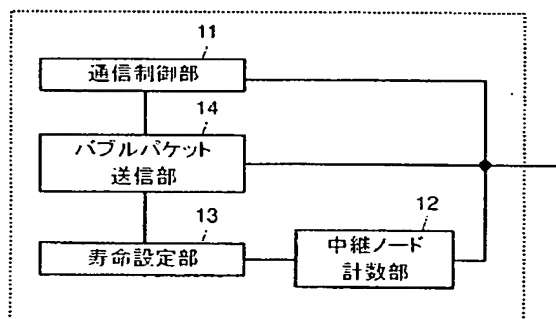 11
通信制御部
14
バブルパケット
送信部
13
寿命設定部
12
中継ノード
計数部